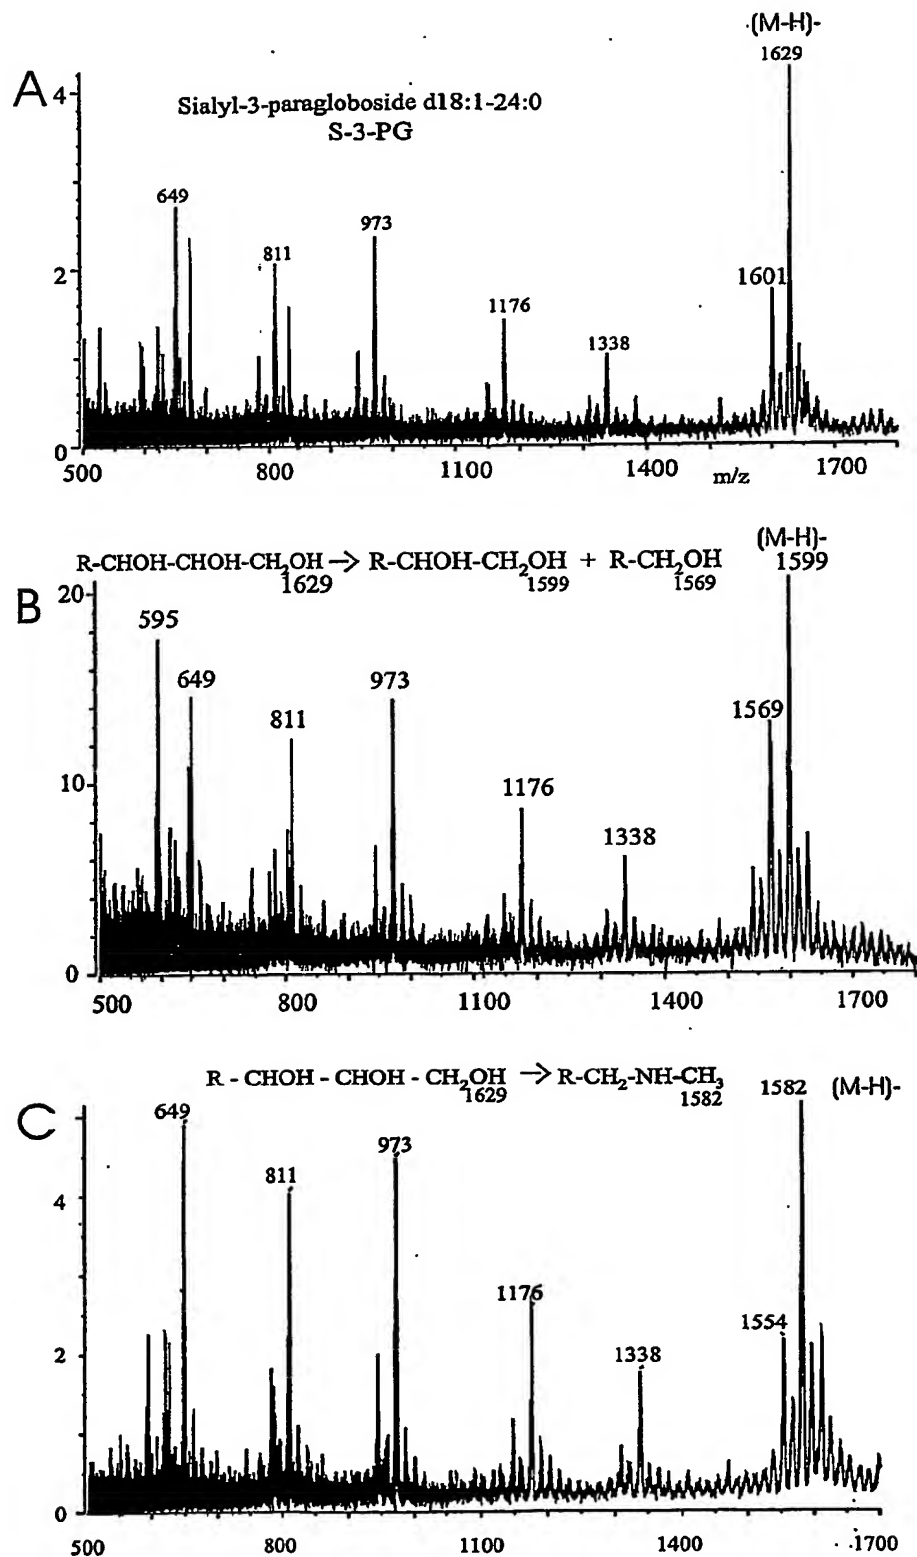 A
(M-H)-
1629
Sialyl-3-paragloboside d18:1-24:0
S-3-PG
4
649
973
811
2
1601
1176
1338
0
500 800 1100 1400 m/z 1700
B
(M-H)-
R-CHOH-CHOH-CH2OH → R-CHOH-CH2OH + R-CH2OH
1629 1599 1569
1599
20
595
649
973
811
1569
10
1176
1338
0
500 800 1100 1400 1700
C
R - CHOH - CHOH - CH2OH → R-CH2-NH-CH3
1629 1582
1582 (M-H)-
649
973
811
4
1176
1554
2
1338
0
500 800 1100 1400 1700